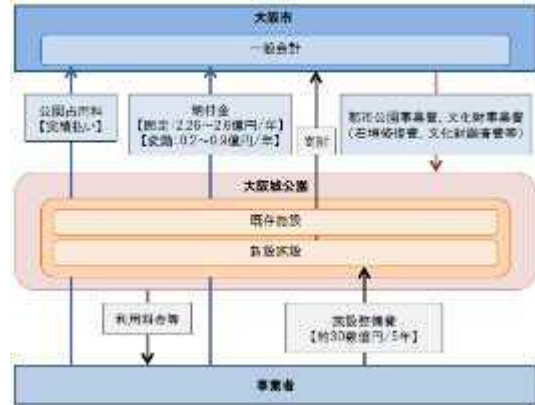 大阪市
一般会計
公園占用料
【実績払い】
納付金
【固定:2.26~2.6億円/年】
【変動:0.2~0.9億円/年】
寄附
都市公園事業費、文化財事業費
(石垣修復費、文化財調査費等)
大阪城公園
既存施設
新設施設
利用料金等
施設整備費
【約30数億円/5年】
事業者